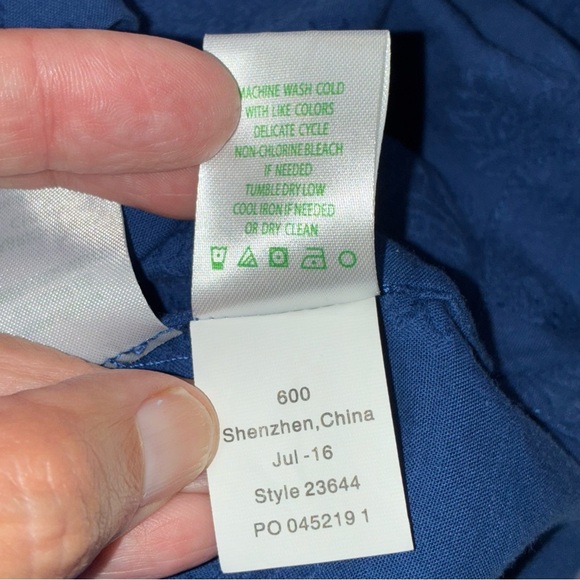 MACHINE WASH COLD
WITH LIKE COLORS
DELICATE CYCLE
NON-CHLORINE BLEACH
IF NEEDED
TUMBLE DRY LOW
COOL IRON IF NEEDED
OR DRY CLEAN
600
Shenzhen,China
Jul -16
Style 23644
PO 045219 1